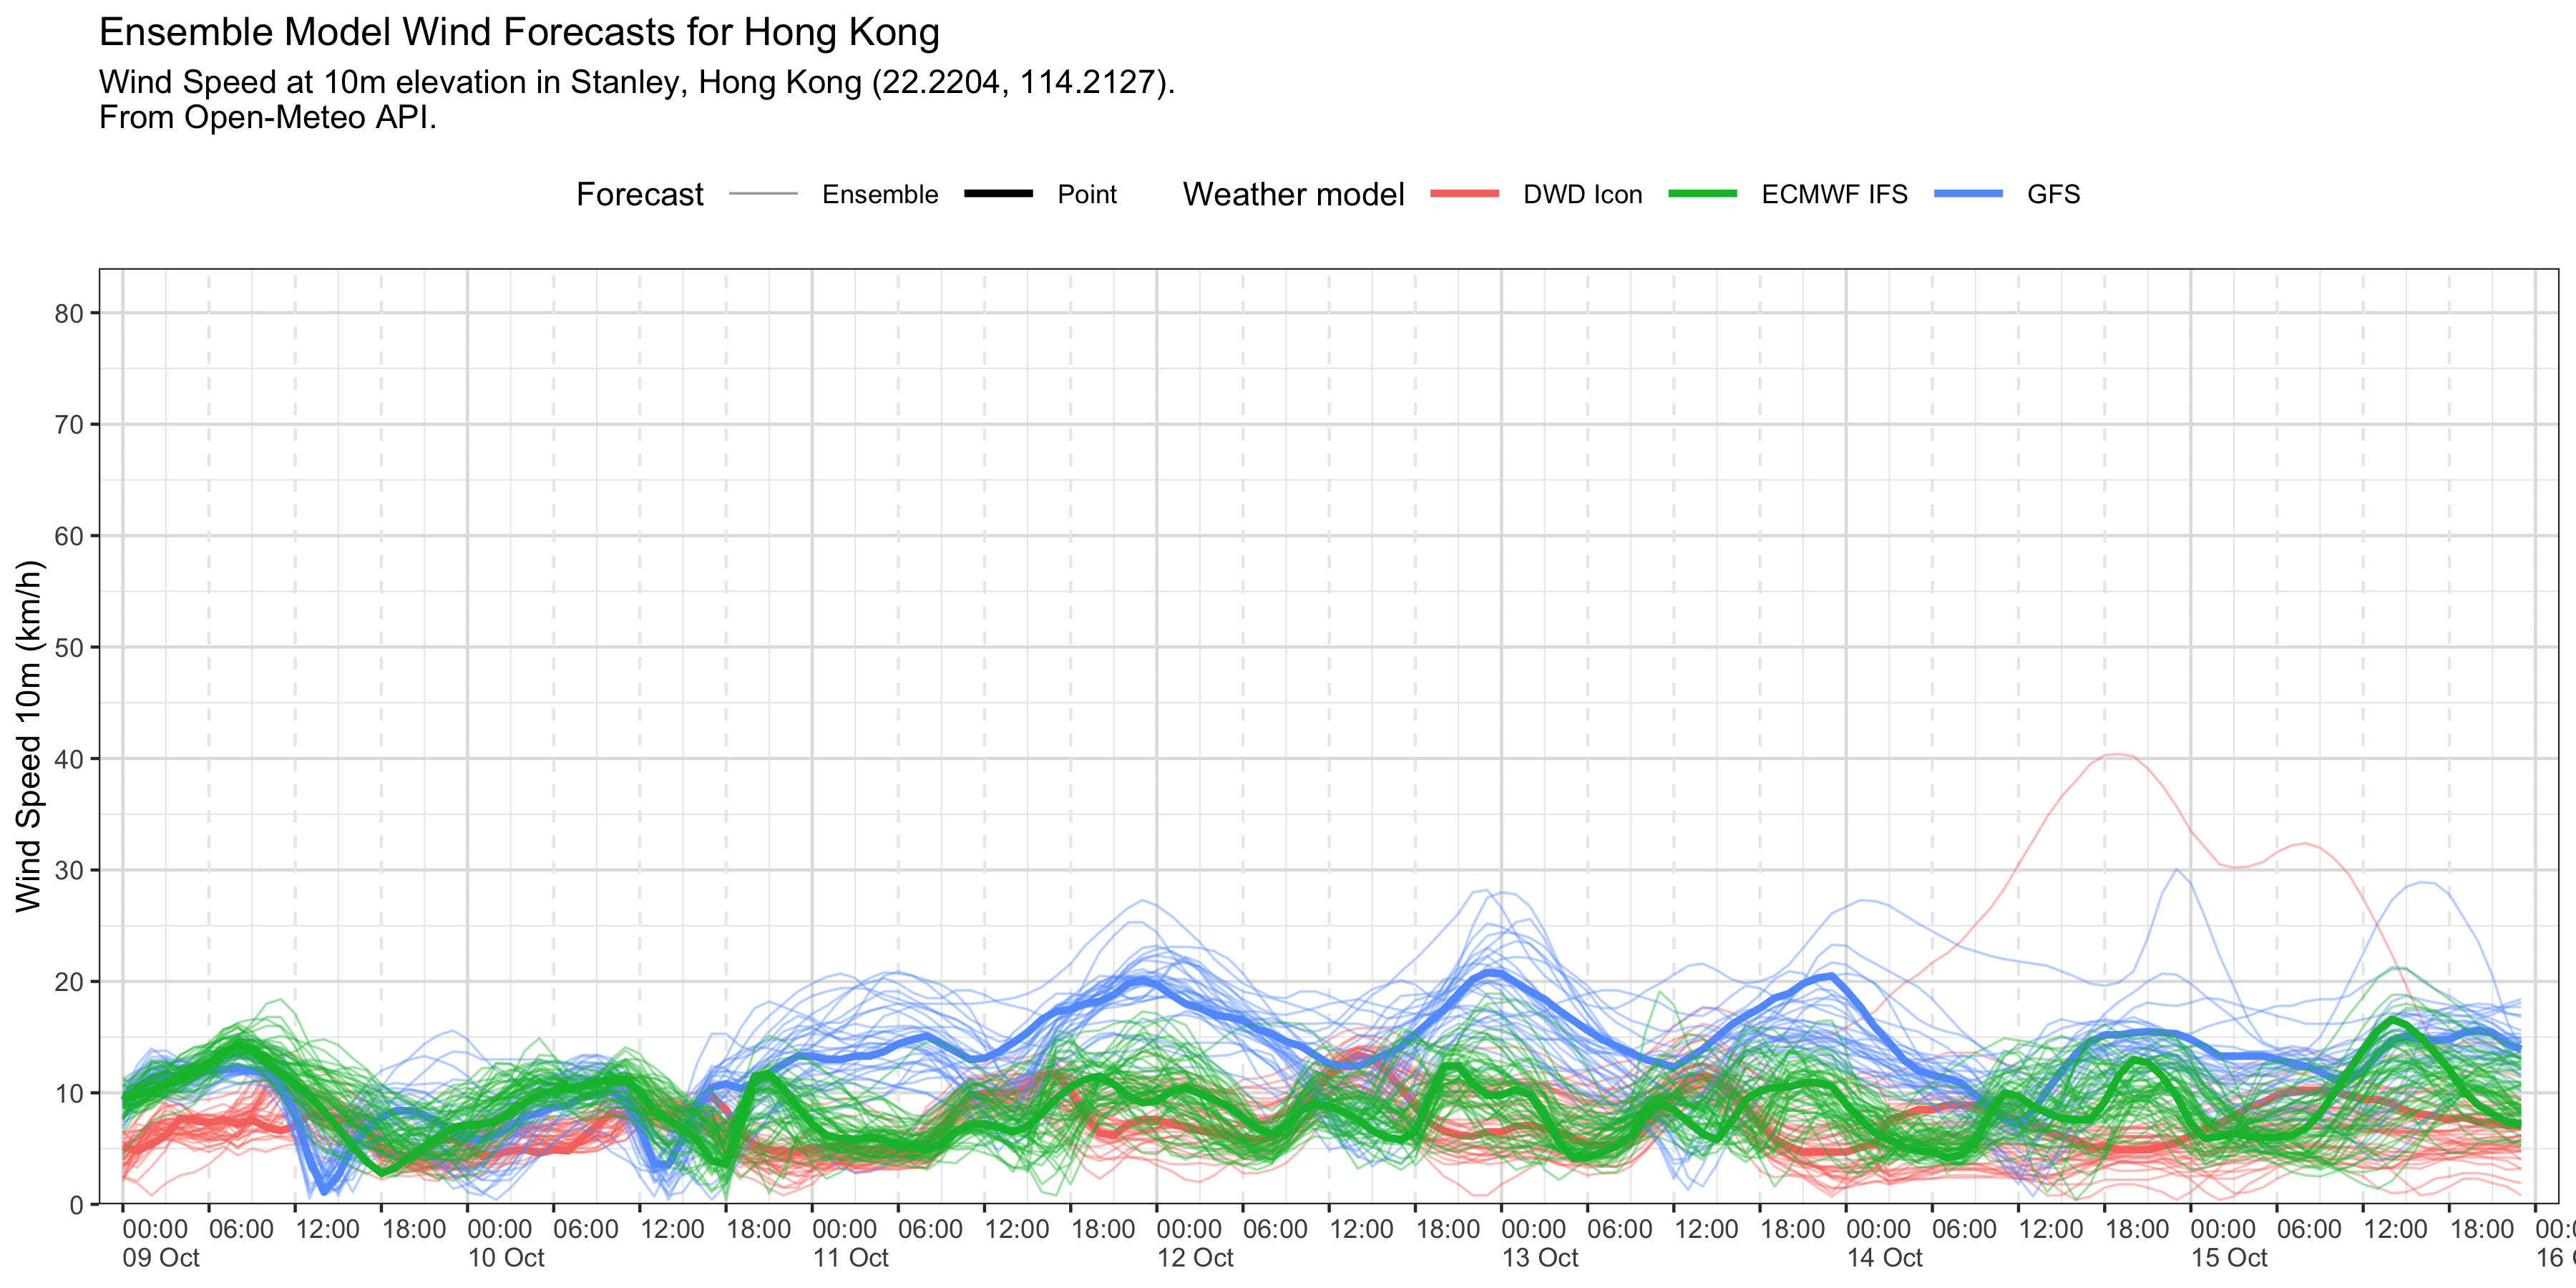 Ensemble Model Wind Forecasts for Hong Kong
Wind Speed at 10m elevation in Stanley, Hong Kong (22.2204, 114.2127).
From Open-Meteo API.
Forecast Ensemble Point Weather model DWD Icon ECMWF IFS GFS
Wind Speed 10m (km/h)
80
70
60
50
40
30
20
10
0
00:00 06:00 12:00 18:00 00:00 06:00 12:00 18:00 00:00 06:00 12:00 18:00 00:00 06:00 12:00 18:00 00:00 06:00 12:00 18:00 00:00 06:00 12:00 18:00 00:00 06:00 12:00 18:00
09 Oct 10 Oct 11 Oct 12 Oct 13 Oct 14 Oct 15 Oct 16